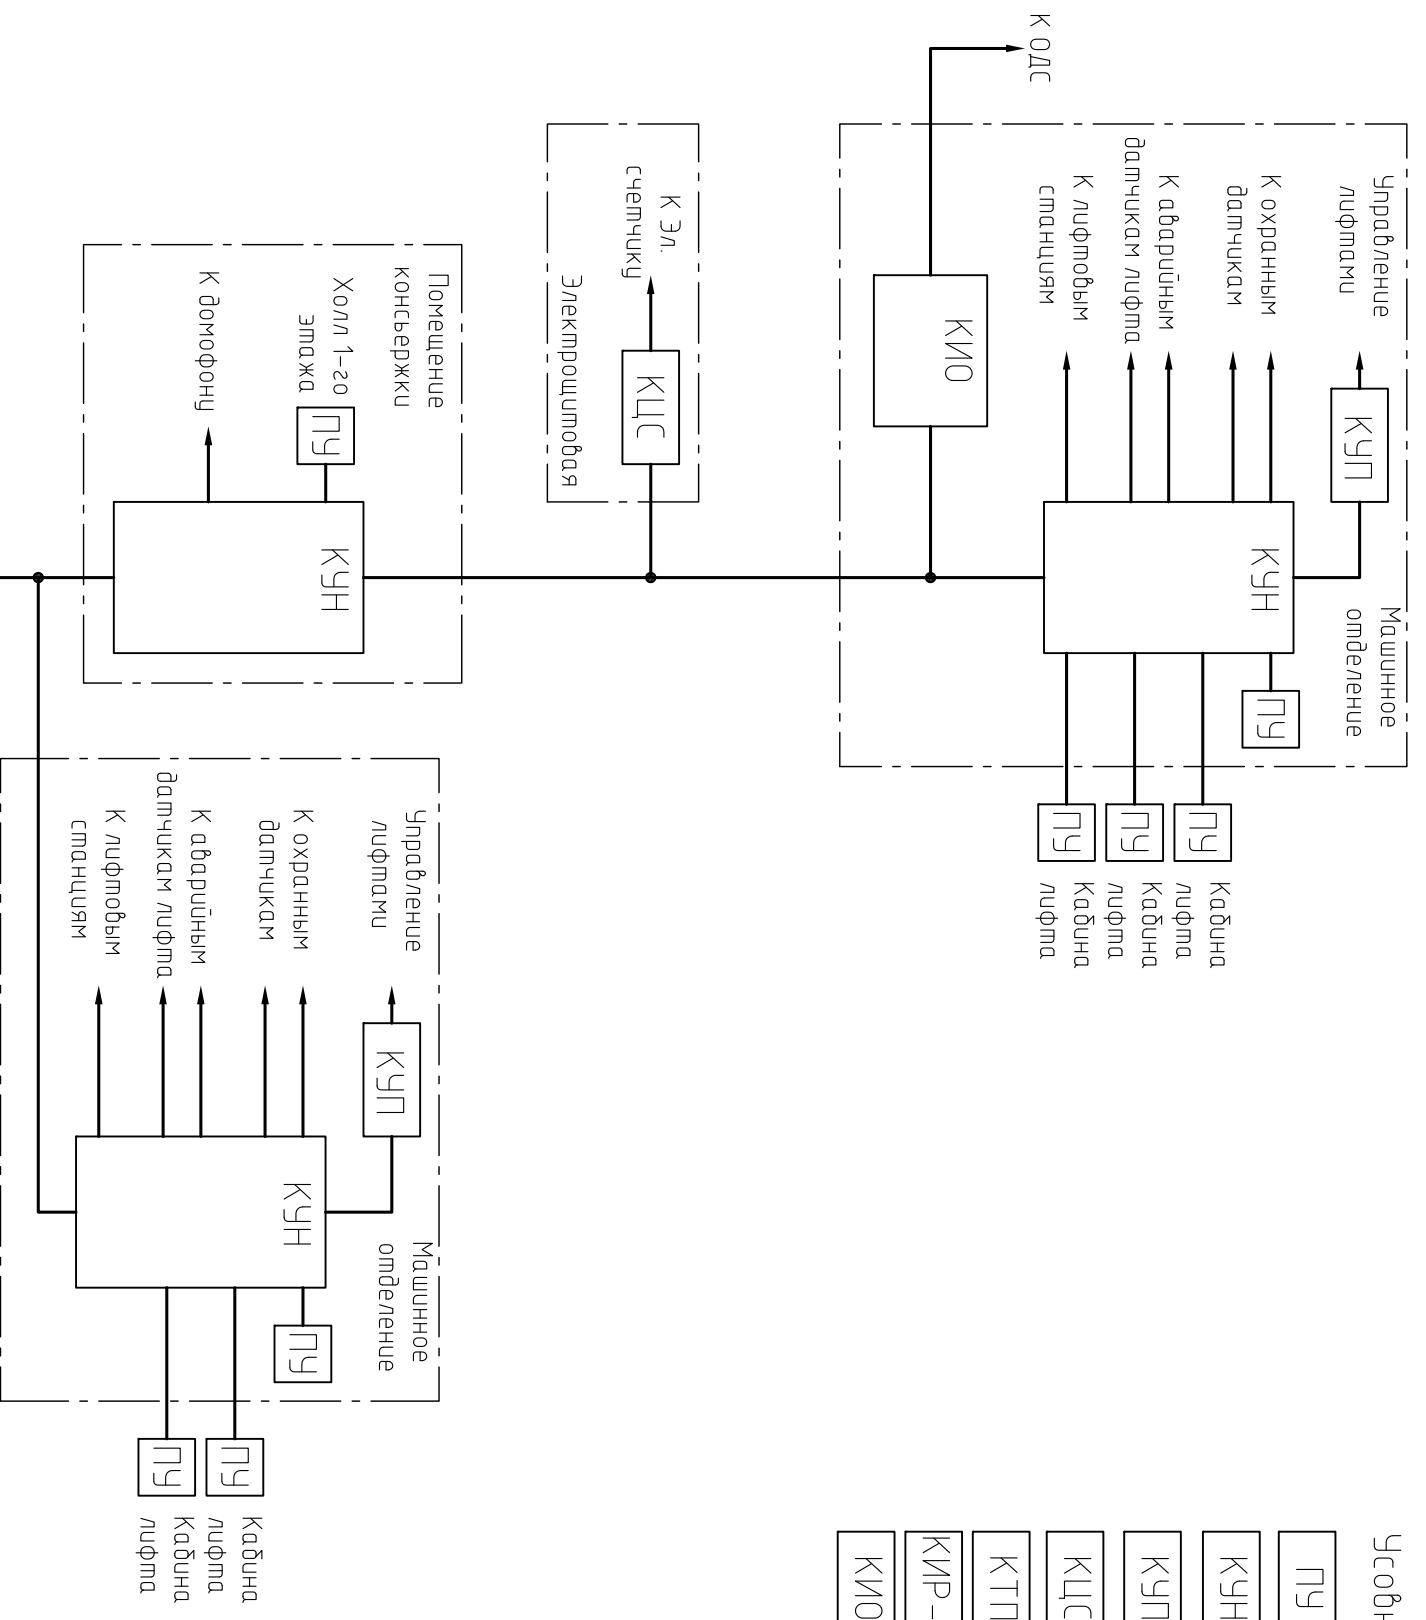 К ОДС
Управление
лифтами
КУП
Машинное
отделение
К охранным
датчикам
К аварийным
датчикам лифта
К лифтовым
станциям
КУН
ПУ
ПУ
Кабина
лифта
ПУ
Кабина
лифта
ПУ
Кабина
лифта
КИО
К Эл.
счетчику
КЦС
Электрощитовая
Помещение
консьержки
Холл 1-го
этажа
ПУ
КУН
К домофону
Управление
лифтами
КУП
Машинное
отделение
К охранным
датчикам
К аварийным
датчикам лифта
К лифтовым
станциям
КУН
ПУ
ПУ
Кабина
лифта
ПУ
Кабина
лифта
Усовн
ПУ
КУН
КУП
КЦС
КТП
КИР-
КИО